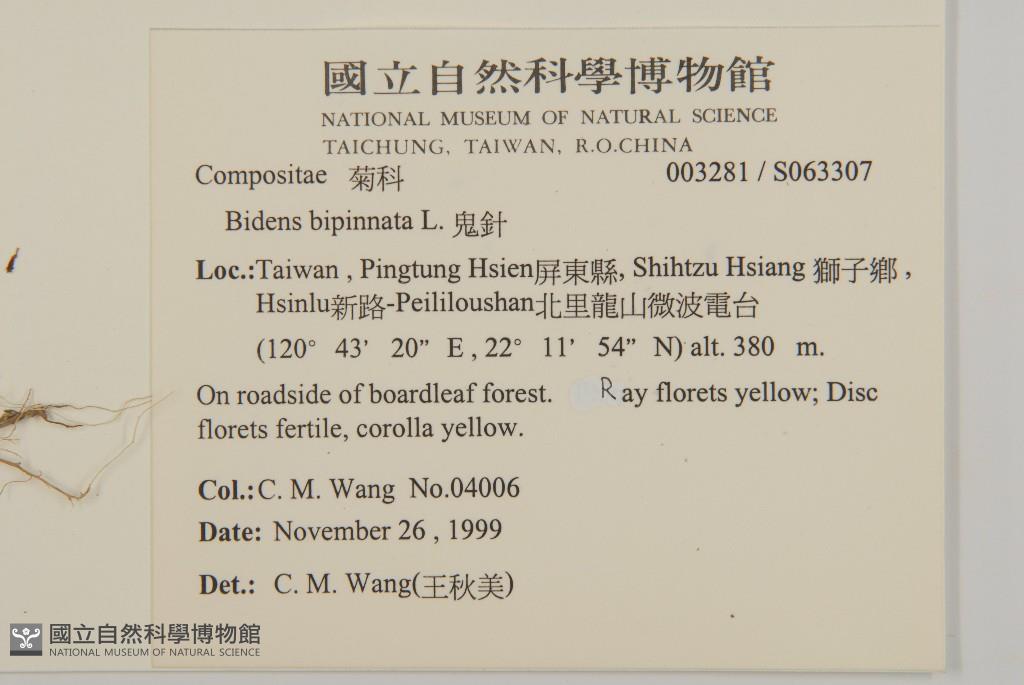 國立自然科學博物館
NATIONAL MUSEUM OF NATURAL SCIENCE
TAICHUNG, TAIWAN, R.O.CHINA
Compositae 菊科 003281 / S063307
Bidens bipinnata L. 鬼針
Loc.:Taiwan , Pingtung Hsien屏東縣, Shihtzu Hsiang 獅子鄉 ,
Hsinlu新路-Peililoushan北里龍山微波電台
(120° 43’ 20” E , 22° 11’ 54” N) alt. 380 m.
On roadside of boardleaf forest. Ray florets yellow; Disc
florets fertile, corolla yellow.
Col.: C. M. Wang No.04006
Date: November 26 , 1999
Det.: C. M. Wang(王秋美)
國立自然科學博物館
NATIONAL MUSEUM OF NATURAL SCIENCE